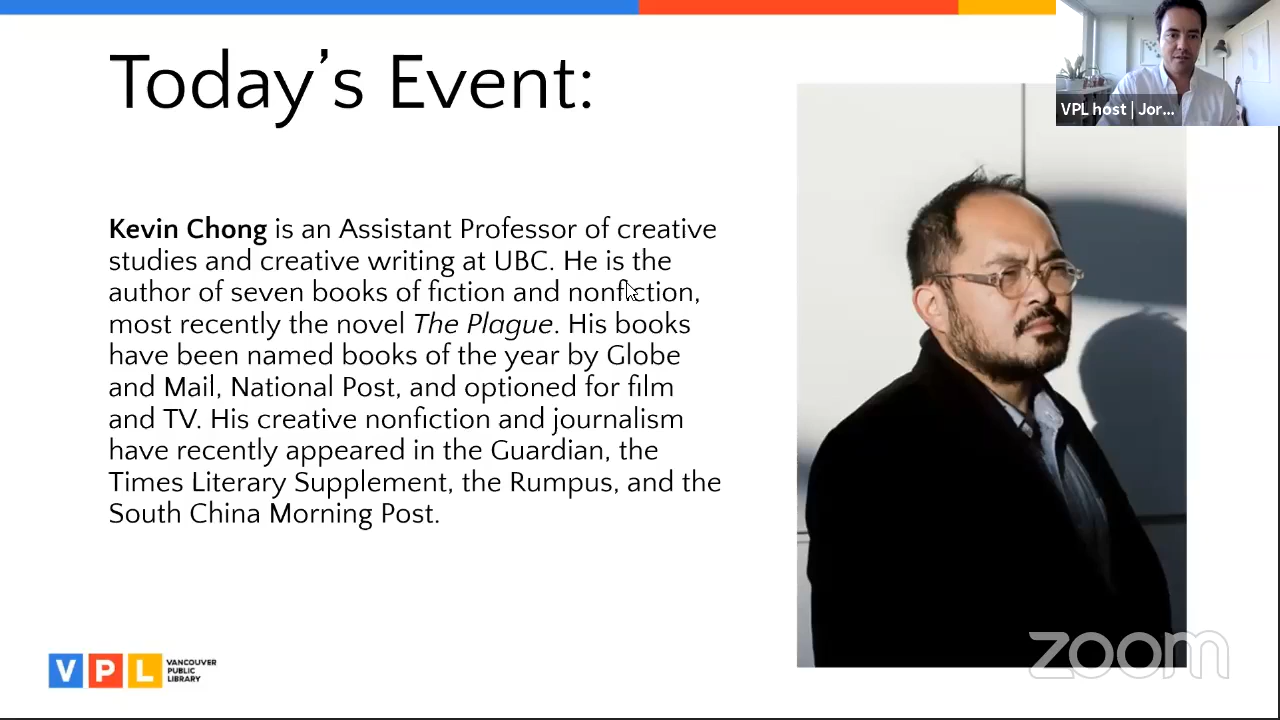 Today's Event:
VPL host | Jor...
Kevin Chong is an Assistant Professor of creative
studies and creative writing at UBC. He is the
author of seven books of fiction and nonfiction,
most recently the novel The Plague. His books
have been named books of the year by Globe
and Mail, National Post, and optioned for film
and TV. His creative nonfiction and journalism
have recently appeared in the Guardian, the
Times Literary Supplement, the Rumpus, and the
South China Morning Post.
VPL
VANCOUVER
PUBLIC
LIBRARY
zoom